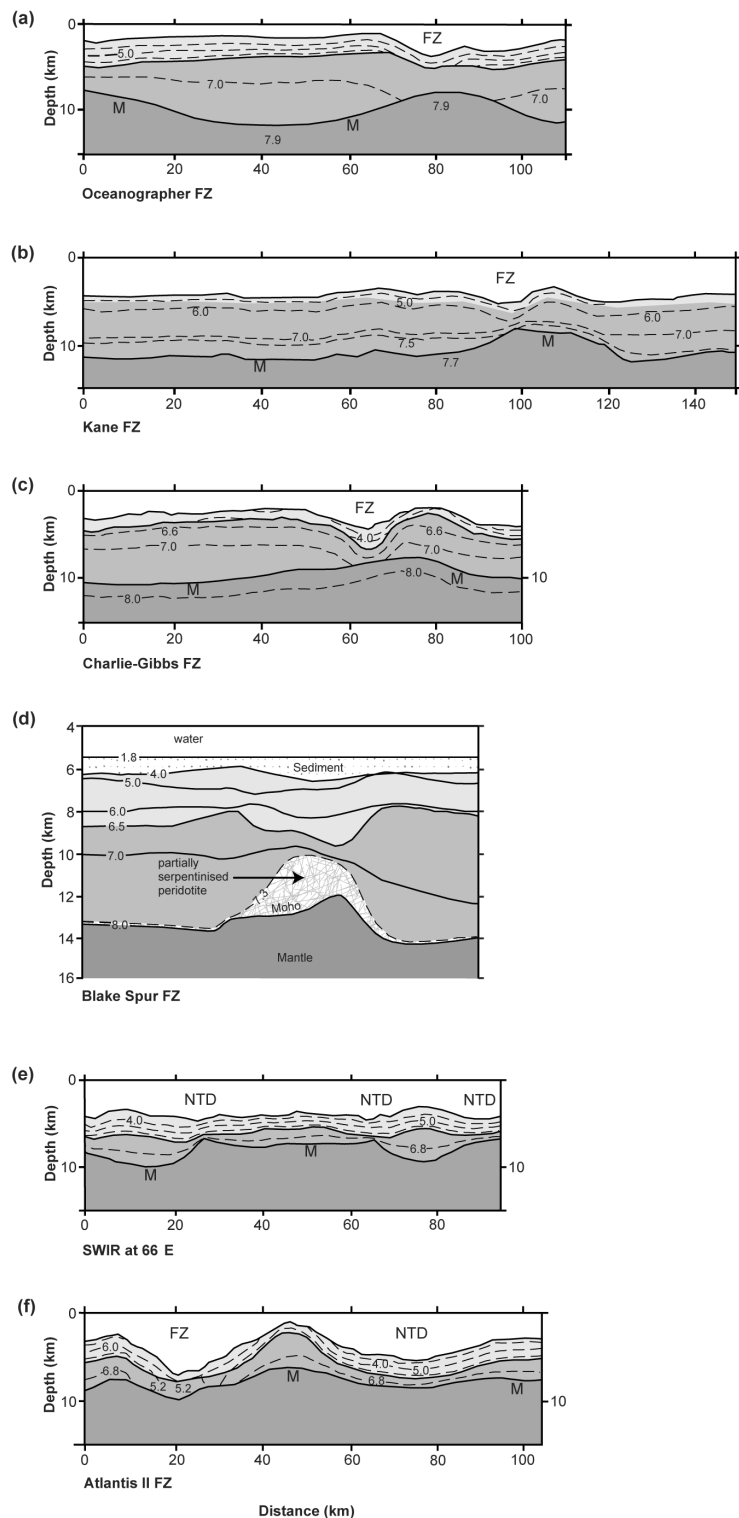 (a)
0
10
Depth (km)
FZ
5.0
7.0
7.9
7.0
M
M
7.9
0 20 40 60 80 100
Oceanographer FZ
(b)
0
10
Depth (km)
FZ
5.0
6.0
6.0
7.0
7.0
7.5
7.7
M
M
0 20 40 60 80 100 120 140
Kane FZ
(c)
0
10
Depth (km)
FZ
4.0
6.6
6.6
7.0
7.0
8.0
8.0
M
M
10
0 20 40 60 80 100
Charlie-Gibbs FZ
(d)
4
6
8
10
12
14
16
Depth (km)
water
1.8
Sediment
4.0
5.0
6.0
6.5
7.0
partially
serpentinised
peridotite
7.3
Moho
8.0
Mantle
Blake Spur FZ
(e)
0
10
Depth (km)
NTD NTD NTD
4.0
5.0
6.8
M
M
10
0 20 40 60 80
SWIR at 66 E
(f)
0
10
Depth (km)
FZ NTD
6.0
4.0
5.0
6.8
5.2
5.2
6.8
M
M
10
0 20 40 60 80 100
Atlantis II FZ
Distance (km)